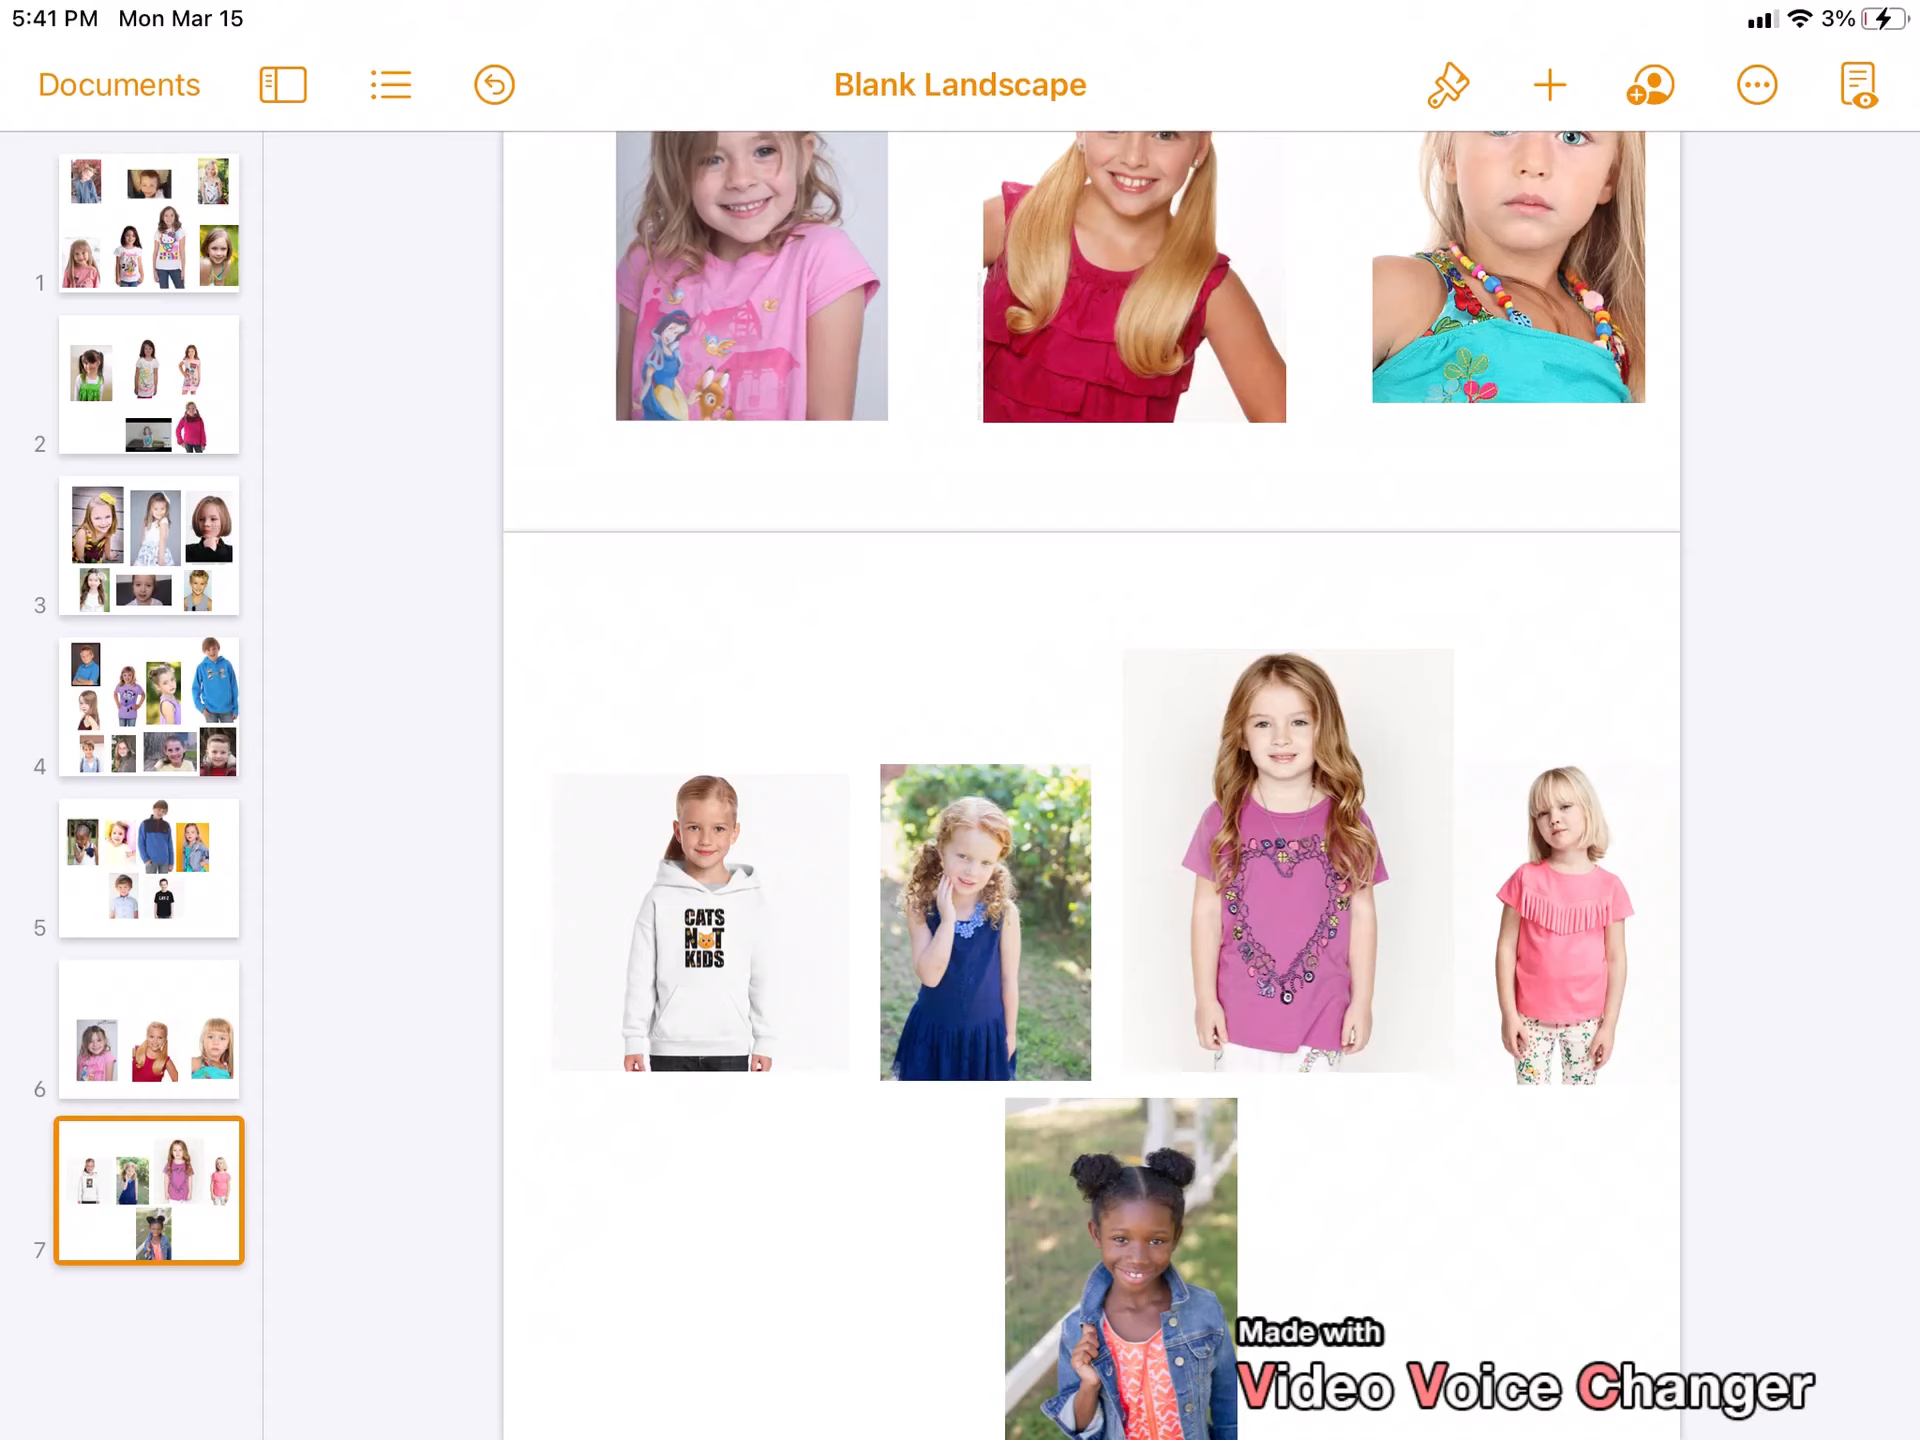 5:41 PM Mon Mar 15 3%
Documents Blank Landscape
1
2
3
4
5
6
7
CATS
NOT
KIDS
Made with
Video Voice Changer